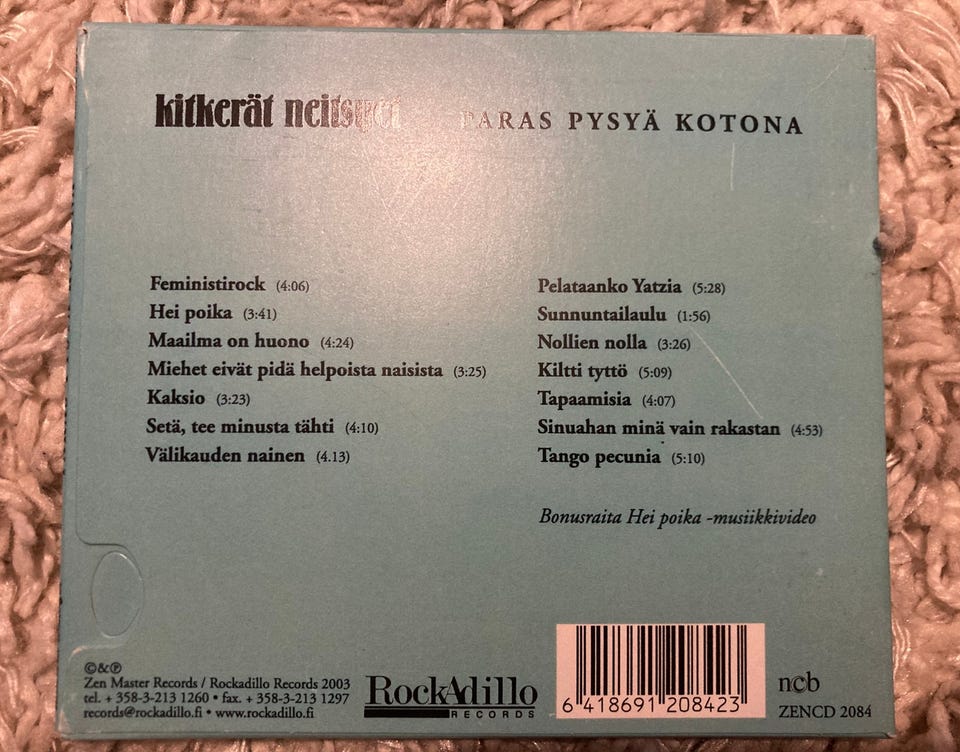 kitkerät neitsyet PARAS PYSYÄ KOTONA
Feministirock (4:06)
Hei poika (3:41)
Maailma on huono (4:24)
Miehet eivät pidä helpoista naisista (3:25)
Kaksio (3:23)
Setä, tee minusta tähti (4:10)
Välikauden nainen (4.13)
Pelataanko Yatzia (5:28)
Sunnuntailaulu (1:56)
Nollien nolla (3:26)
Kiltti tyttö (5:09)
Tapaamisia (4:07)
Sinuahan minä vain rakastan (4:53)
Tango pecunia (5:10)
Bonusraita Hei poika -musiikkivideo
©&℗
Zen Master Records / Rockadillo Records 2003
tel. + 358-3-213 1260 • fax. + 358-3-213 1297
records@rockadillo.fi • www.rockadillo.fi
RockAdillo
RECORDS
6 418691 208423
ncb
ZENCD 2084